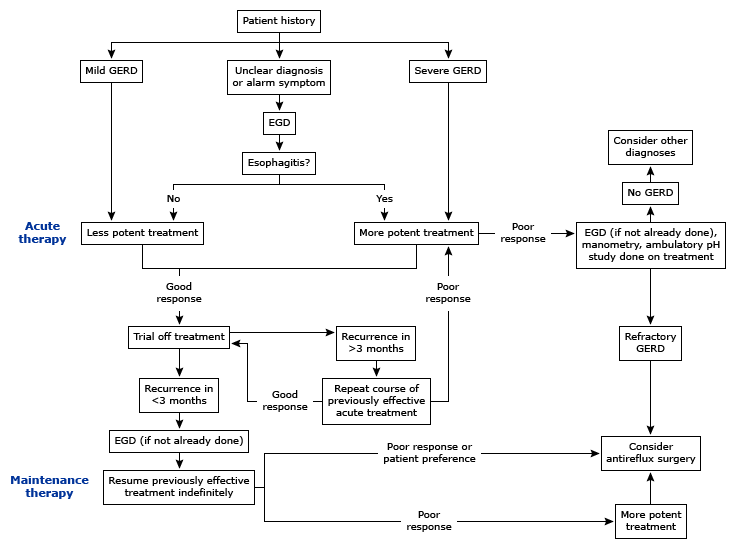 Patient history
Mild GERD
Unclear diagnosis
or alarm symptom
Severe GERD
EGD
Esophagitis?
Consider other
diagnoses
No GERD
No
Yes
Acute
therapy
Less potent treatment
More potent treatment
Poor
response
EGD (if not already done),
manometry, ambulatory pH
study done on treatment
Good
response
Poor
response
Trial off treatment
Recurrence in
>3 months
Refractory
GERD
Recurrence in
<3 months
Good
response
Repeat course of
previously effective
acute treatment
EGD (if not already done)
Poor response or
patient preference
Consider
antireflux surgery
Maintenance
therapy
Resume previously effective
treatment indefinitely
Poor
response
More potent
treatment